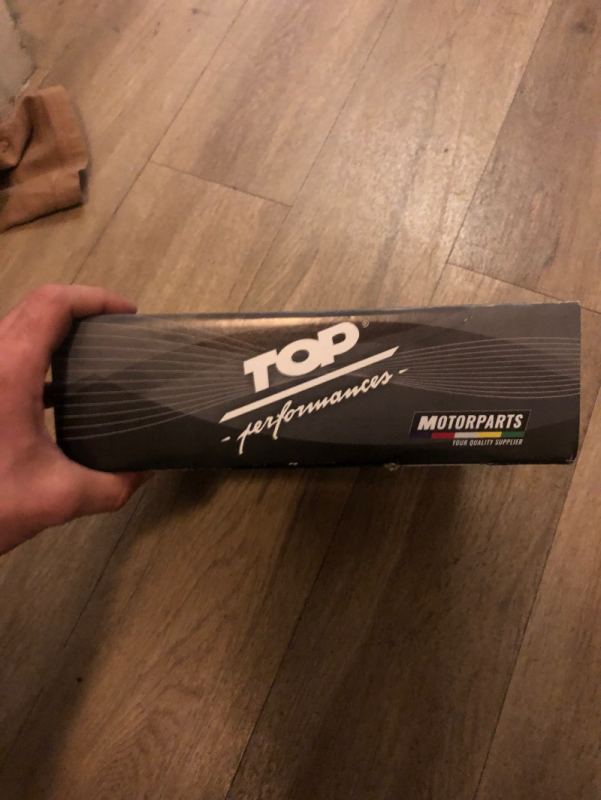 TOP®
- performances -
MOTORPARTS
YOUR QUALITY SUPPLIER